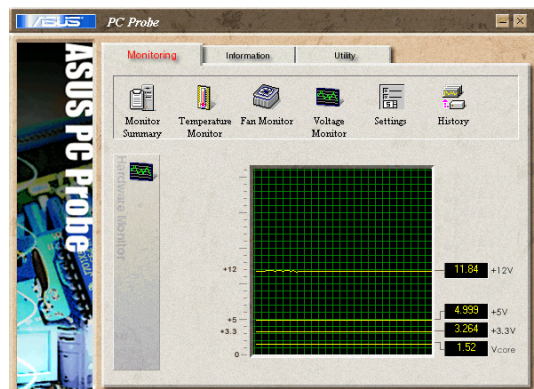 ASUS PC Probe
Monitoring Information Utility
Monitor Summary
Temperature Monitor
Fan Monitor
Voltage Monitor
Settings
History
ASUS PC Probe
Hardware Monitor
+12
11.84 +12V
+5
4.999 +5V
+3.3
3.264 +3.3V
1.52 Vcore
0